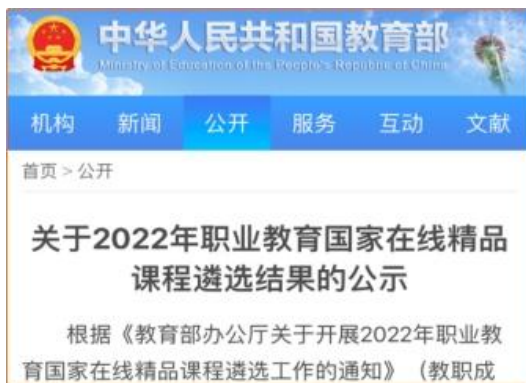 中华人民共和国教育部
Ministry of Education of the People's Republic of China
机构 新闻 公开 服务 互动 文献
首页 > 公开
关于2022年职业教育国家在线精品
课程遴选结果的公示
根据《教育部办公厅关于开展2022年职业教
育国家在线精品课程遴选工作的通知》（教职成